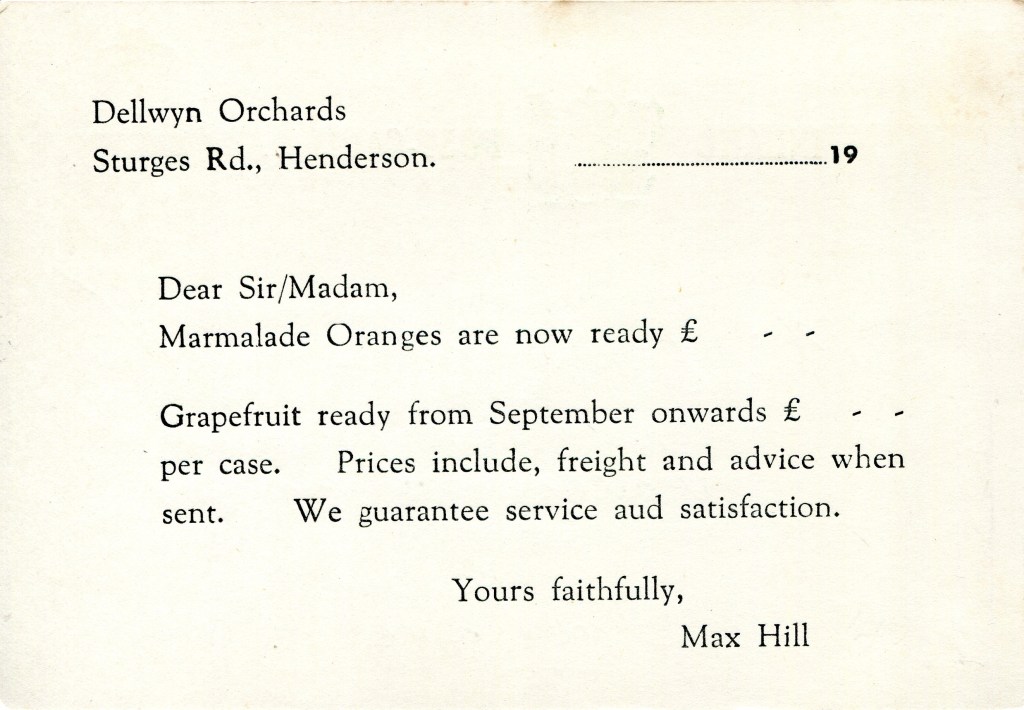 Dellwyn Orchards
Sturges Rd., Henderson.
................................................19
Dear Sir/Madam,
Marmalade Oranges are now ready £ - -
Grapefruit ready from September onwards £ - -
per case. Prices include, freight and advice when
sent. We guarantee service aud satisfaction.
Yours faithfully,
Max Hill